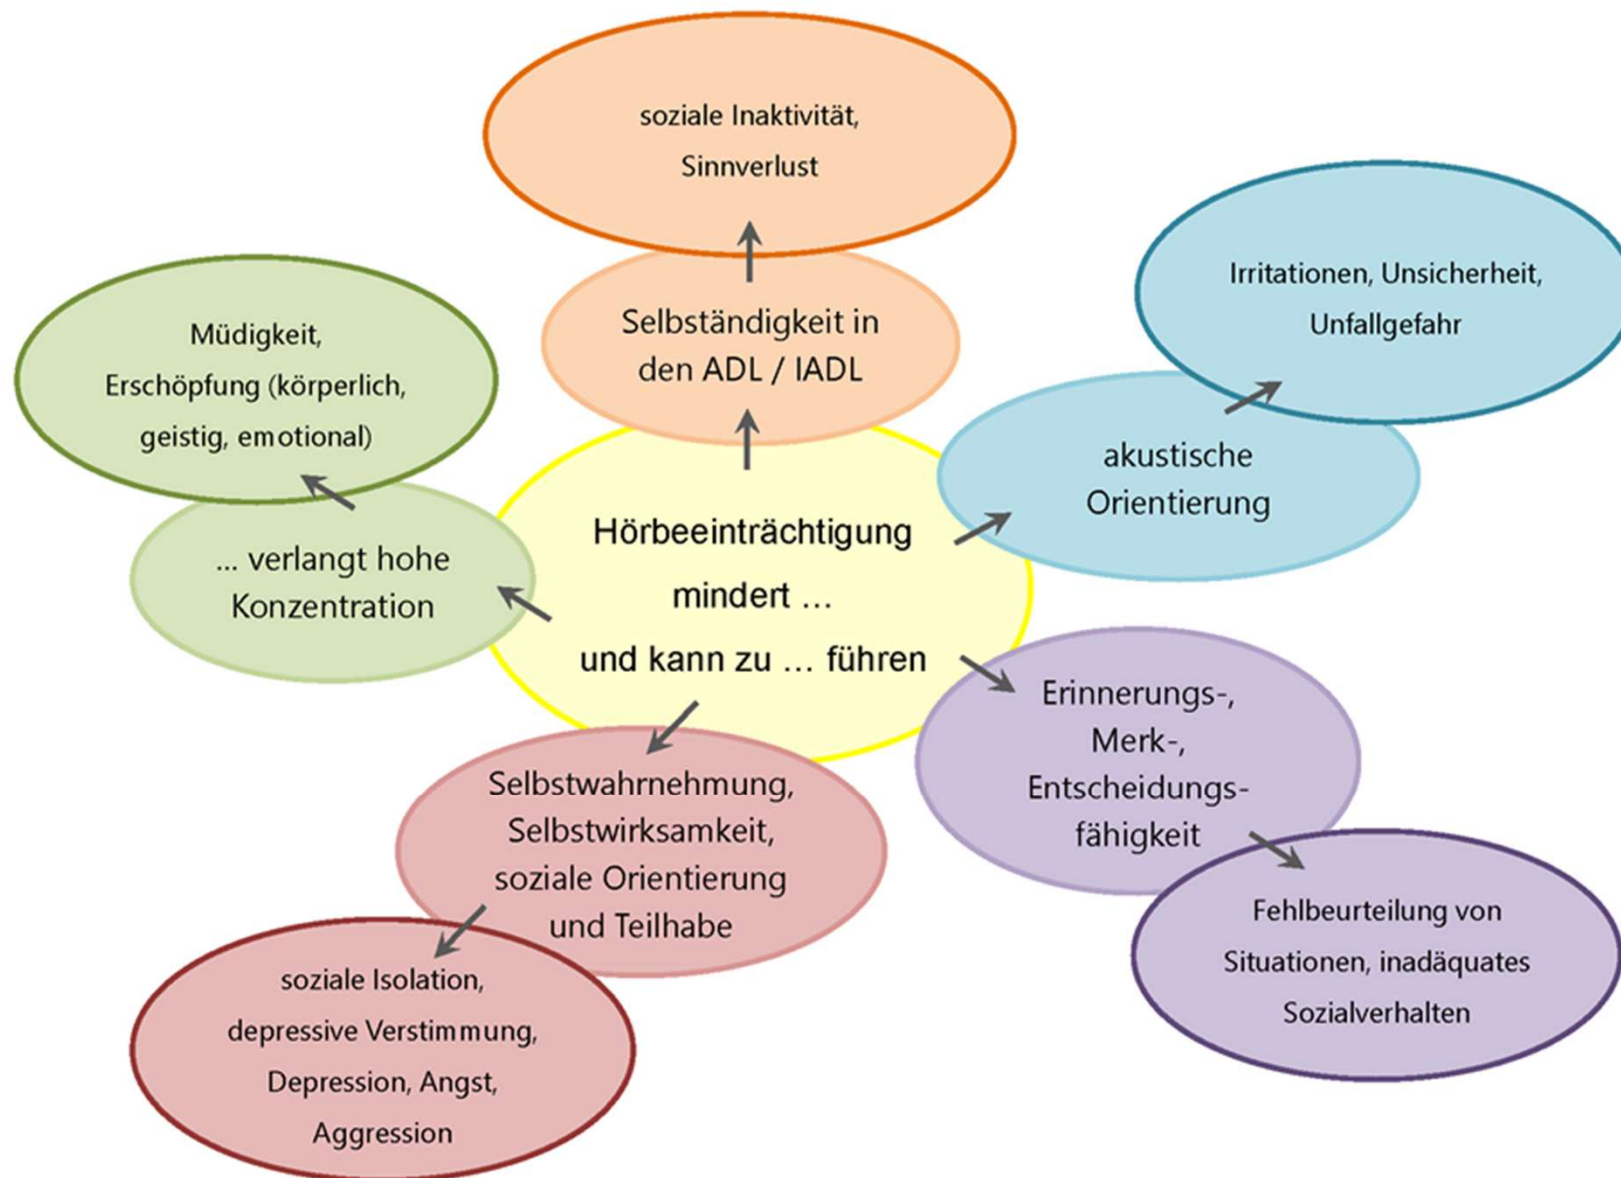 soziale Inaktivität,
Sinnverlust
Selbständigkeit in
den ADL / IADL
Irritationen, Unsicherheit,
Unfallgefahr
akustische
Orientierung
Müdigkeit,
Erschöpfung (körperlich,
geistig, emotional)
... verlangt hohe
Konzentration
Hörbeeinträchtigung
mindert ...
und kann zu ... führen
Erinnerungs-,
Merk-,
Entscheidungs-
fähigkeit
Fehlbeurteilung von
Situationen, inadäquates
Sozialverhalten
Selbstwahrnehmung,
Selbstwirksamkeit,
soziale Orientierung
und Teilhabe
soziale Isolation,
depressive Verstimmung,
Depression, Angst,
Aggression